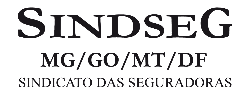 SINDSEG
MG/GO/MT/DF
SINDICATO DAS SEGURADORAS